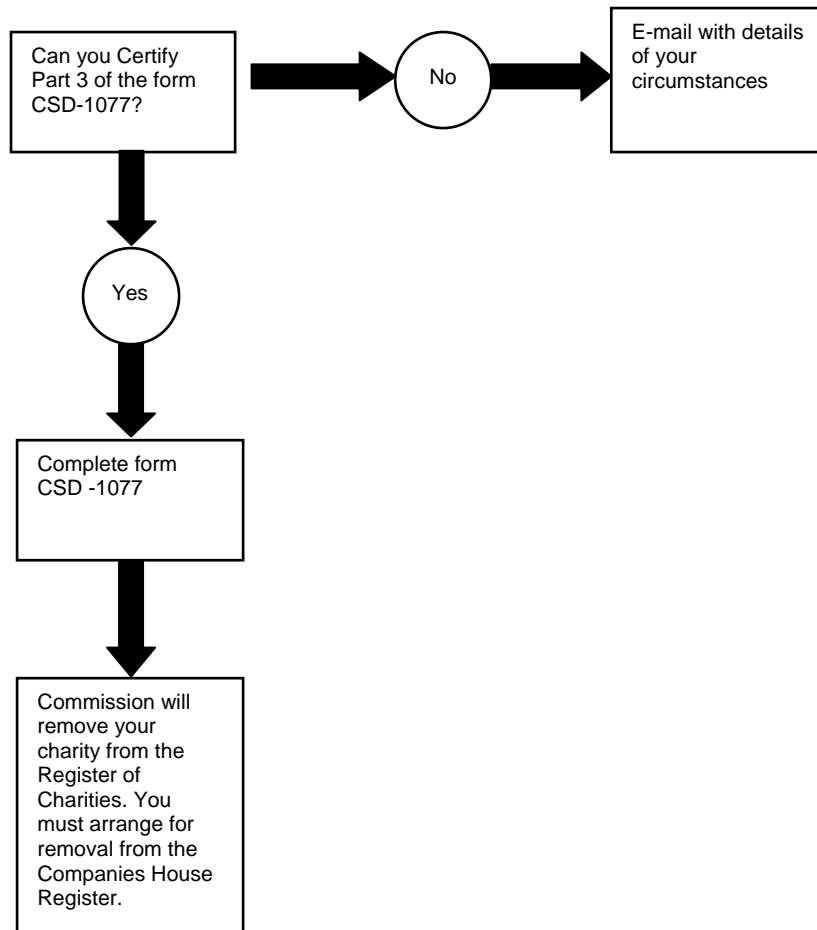 Can you Certify
Part 3 of the form
CSD-1077?
No
E-mail with details
of your
circumstances
Yes
Complete form
CSD -1077
Commission will
remove your
charity from the
Register of
Charities. You
must arrange for
removal from the
Companies House
Register.